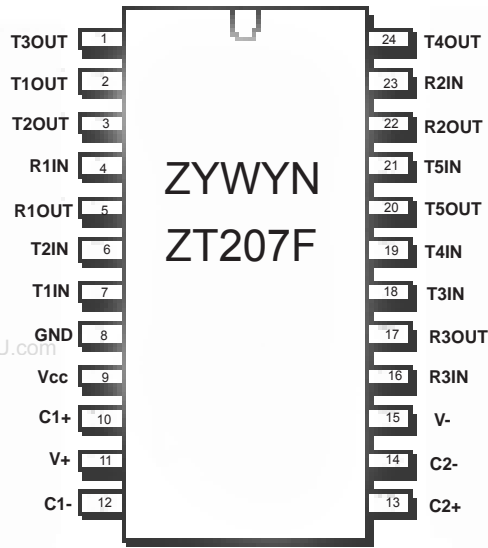 T3OUT 1 24 T4OUT
T1OUT 2 23 R2IN
T2OUT 3 22 R2OUT
R1IN 4 21 T5IN
R1OUT 5 20 T5OUT
T2IN 6 19 T4IN
T1IN 7 18 T3IN
GND 8 17 R3OUT
Vcc 9 16 R3IN
C1+ 10 15 V-
V+ 11 14 C2-
C1- 12 13 C2+
ZYWYN
ZT207F
J.com